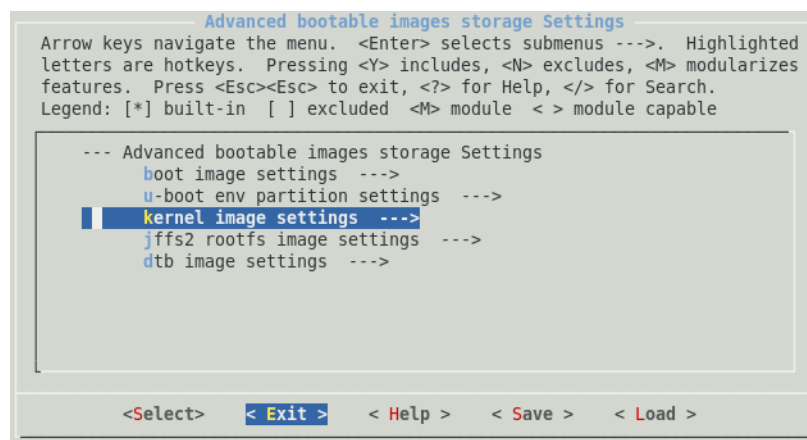 Advanced bootable images storage Settings
Arrow keys navigate the menu.  <Enter> selects submenus --->.  Highlighted
letters are hotkeys.  Pressing <Y> includes, <N> excludes, <M> modularizes
features.  Press <Esc><Esc> to exit, <?> for Help, </> for Search.
Legend: [*] built-in  [ ] excluded  <M> module  < > module capable
--- Advanced bootable images storage Settings
boot image settings  --->
u-boot env partition settings  --->
kernel image settings  --->
jffs2 rootfs image settings  --->
dtb image settings  --->
<Select>    < Exit >    < Help >    < Save >    < Load >